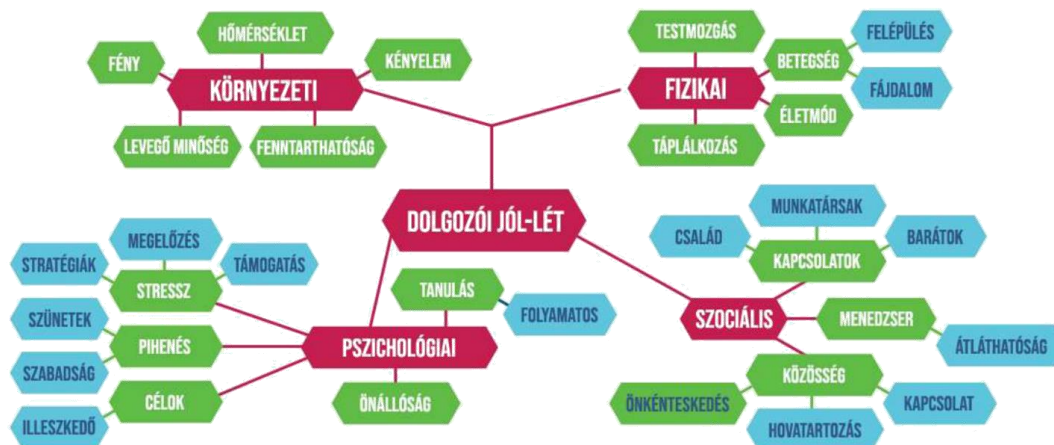 HŐMÉRSÉKLET
FÉNY
KÉNYELEM
KÖRNYEZETI
LEVEGŐ MINŐSÉG
FENNTARTHATÓSÁG
TESTMOZGÁS
FELÉPÜLÉS
BETEGSÉG
FIZIKAI
FÁJDALOM
ÉLETMÓD
TÁPLÁLKOZÁS
DOLGOZÓI JÓL-LÉT
MEGELŐZÉS
STRATÉGIÁK
TÁMOGATÁS
STRESSZ
SZÜNETEK
PIHENÉS
SZABADSÁG
CÉLOK
ILLESZKEDŐ
TANULÁS
FOLYAMATOS
PSZICHOLÓGIAI
ÖNÁLLÓSÁG
MUNKATÁRSAK
CSALÁD
BARÁTOK
KAPCSOLATOK
SZOCIÁLIS
MENEDZSER
ÁTLÁTHATÓSÁG
KÖZÖSSÉG
ÖNKÉNTESKEDÉS
KAPCSOLAT
HOVATARTOZÁS